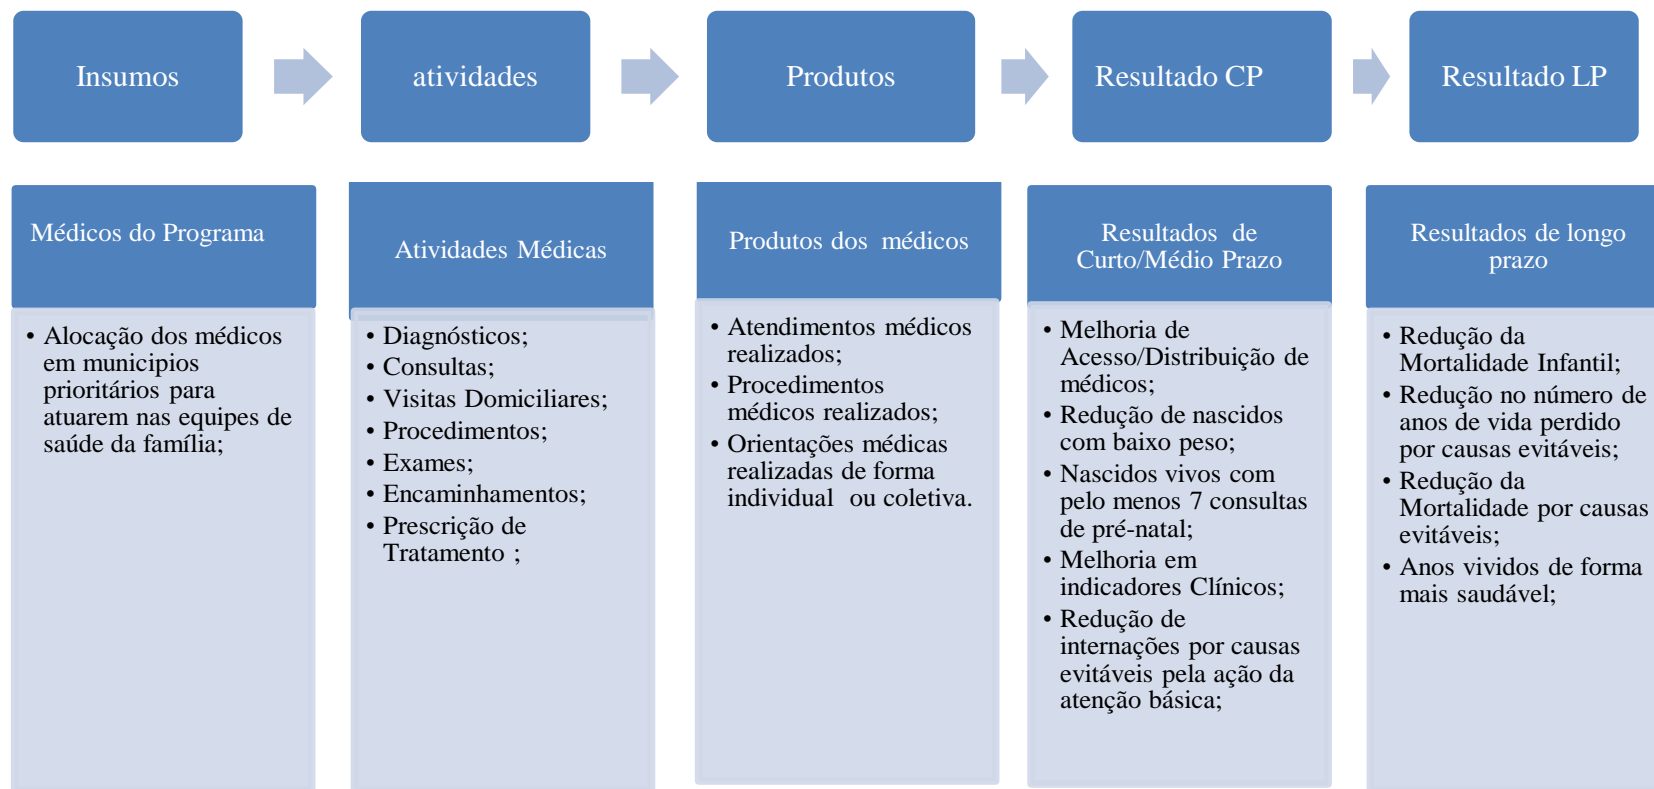 Insumos
atividades
Produtos
Resultado CP
Resultado LP
Médicos do Programa
• Alocação dos médicos
em municipios
prioritários para
atuarem nas equipes de
saúde da família;
Atividades Médicas
• Diagnósticos;
• Consultas;
• Visitas Domiciliares;
• Procedimentos;
• Exames;
• Encaminhamentos;
• Prescrição de
Tratamento ;
Produtos dos médicos
• Atendimentos médicos
realizados;
• Procedimentos
médicos realizados;
• Orientações médicas
realizadas de forma
individual ou coletiva.
Resultados de
Curto/Médio Prazo
• Melhoria de
Acesso/Distribuição de
médicos;
• Redução de nascidos
com baixo peso;
• Nascidos vivos com
pelo menos 7 consultas
de pré-natal;
• Melhoria em
indicadores Clínicos;
• Redução de
internações por causas
evitáveis pela ação da
atenção básica;
Resultados de longo
prazo
• Redução da
Mortalidade Infantil;
• Redução no número de
anos de vida perdido
por causas evitáveis;
• Redução da
Mortalidade por causas
evitáveis;
• Anos vividos de forma
mais saudável;